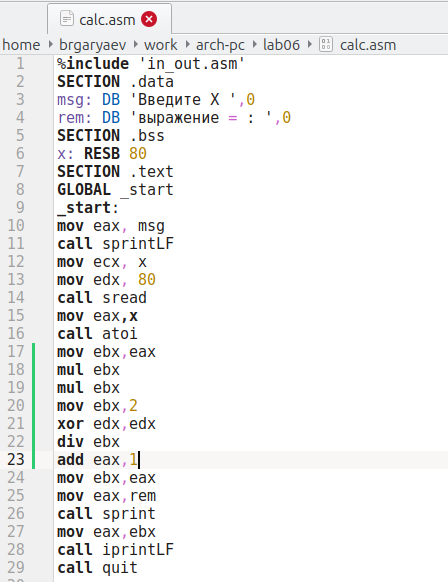 calc.asm
home brgaryaev work arch-pc lab06 calc.asm
1 %include 'in_out.asm'
2 SECTION .data
3 msg: DB 'Введите X ',0
4 rem: DB 'выражение = : ',0
5 SECTION .bss
6 x: RESB 80
7 SECTION .text
8 GLOBAL _start
9 _start:
10 mov eax, msg
11 call sprintLF
12 mov ecx, x
13 mov edx, 80
14 call sread
15 mov eax,x
16 call atoi
17 mov ebx,eax
18 mul ebx
19 mul ebx
20 mov ebx,2
21 xor edx,edx
22 div ebx
23 add eax,1
24 mov ebx,eax
25 mov eax,rem
26 call sprint
27 mov eax,ebx
28 call iprintLF
29 call quit
30